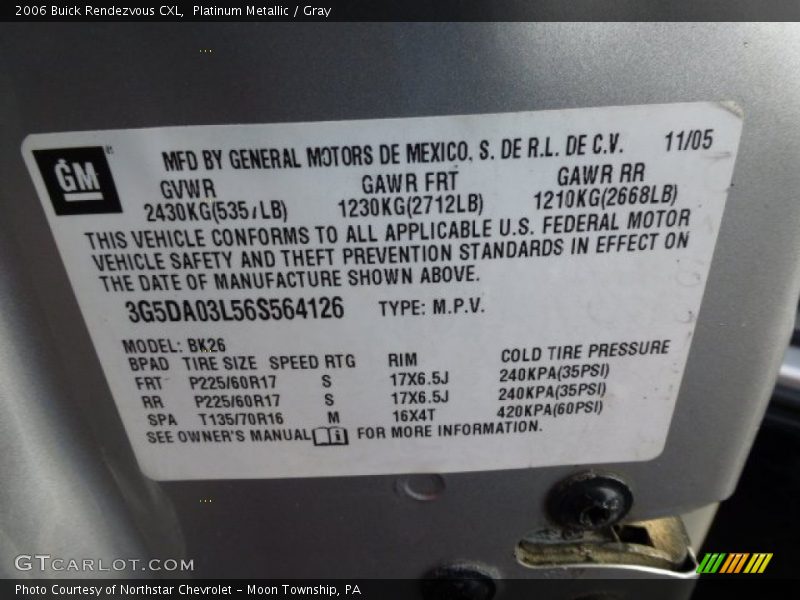 2006 Buick Rendezvous CXL, Platinum Metallic / Gray
GM
MFD BY GENERAL MOTORS DE MEXICO, S. DE R.L. DE C.V. 11/05
GVWR GAWR FRT GAWR RR
2430KG(5357LB) 1230KG(2712LB) 1210KG(2668LB)
THIS VEHICLE CONFORMS TO ALL APPLICABLE U.S. FEDERAL MOTOR
VEHICLE SAFETY AND THEFT PREVENTION STANDARDS IN EFFECT ON
THE DATE OF MANUFACTURE SHOWN ABOVE.
3G5DA03L56S564126 TYPE: M.P.V.
MODEL: BK26
BPAD TIRE SIZE SPEED RTG RIM COLD TIRE PRESSURE
FRT P225/60R17 S 17X6.5J 240KPA(35PSI)
RR P225/60R17 S 17X6.5J 240KPA(35PSI)
SPA T135/70R16 M 16X4T 420KPA(60PSI)
SEE OWNER'S MANUAL FOR MORE INFORMATION.
GTCARLOT.COM
Photo Courtesy of Northstar Chevrolet - Moon Township, PA